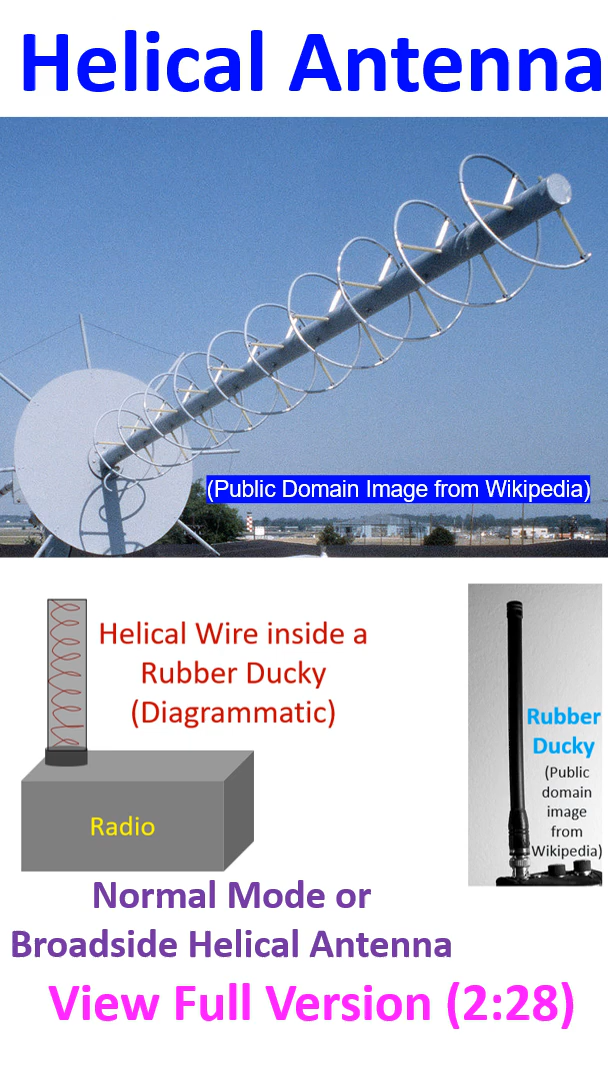 Helical Antenna
(Public Domain Image from Wikipedia)
Helical Wire inside a
Rubber Ducky
(Diagrammatic)
Radio
Rubber
Ducky
(Public
domain
image
from
Wikipedia)
Normal Mode or
Broadside Helical Antenna
View Full Version (2:28)